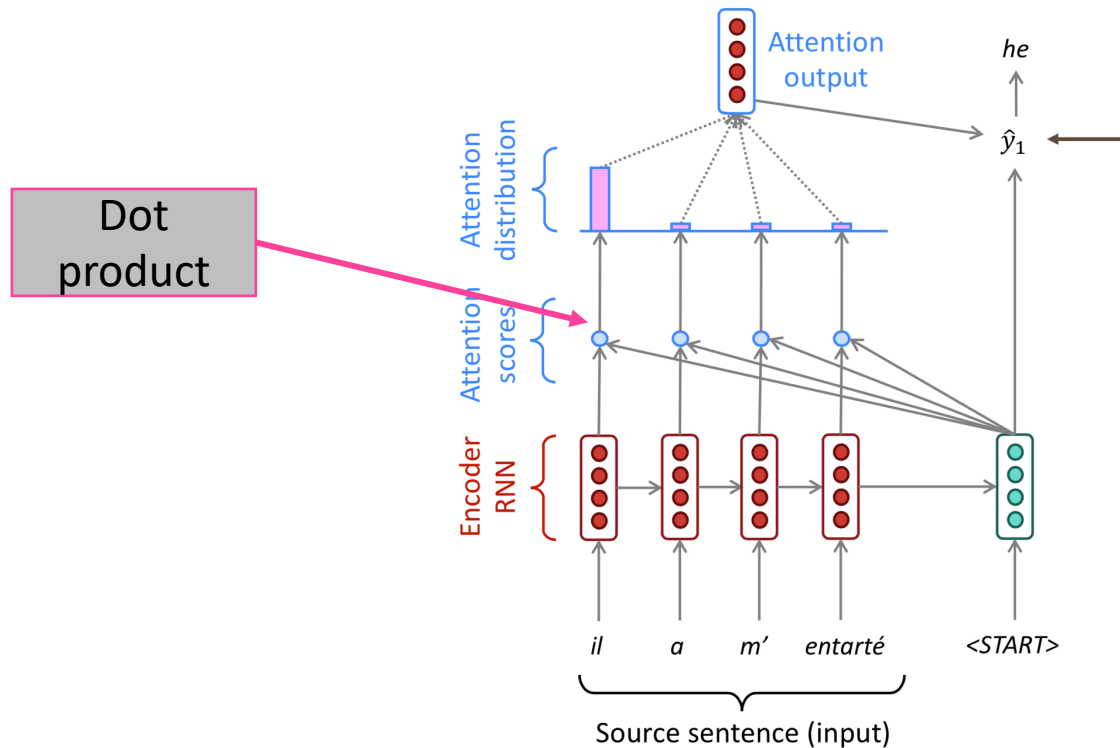 Attention
output
he
ŷ₁
Attention
distribution
Dot
product
Attention
scores
Encoder
RNN
il a m’ entarté <START>
Source sentence (input)